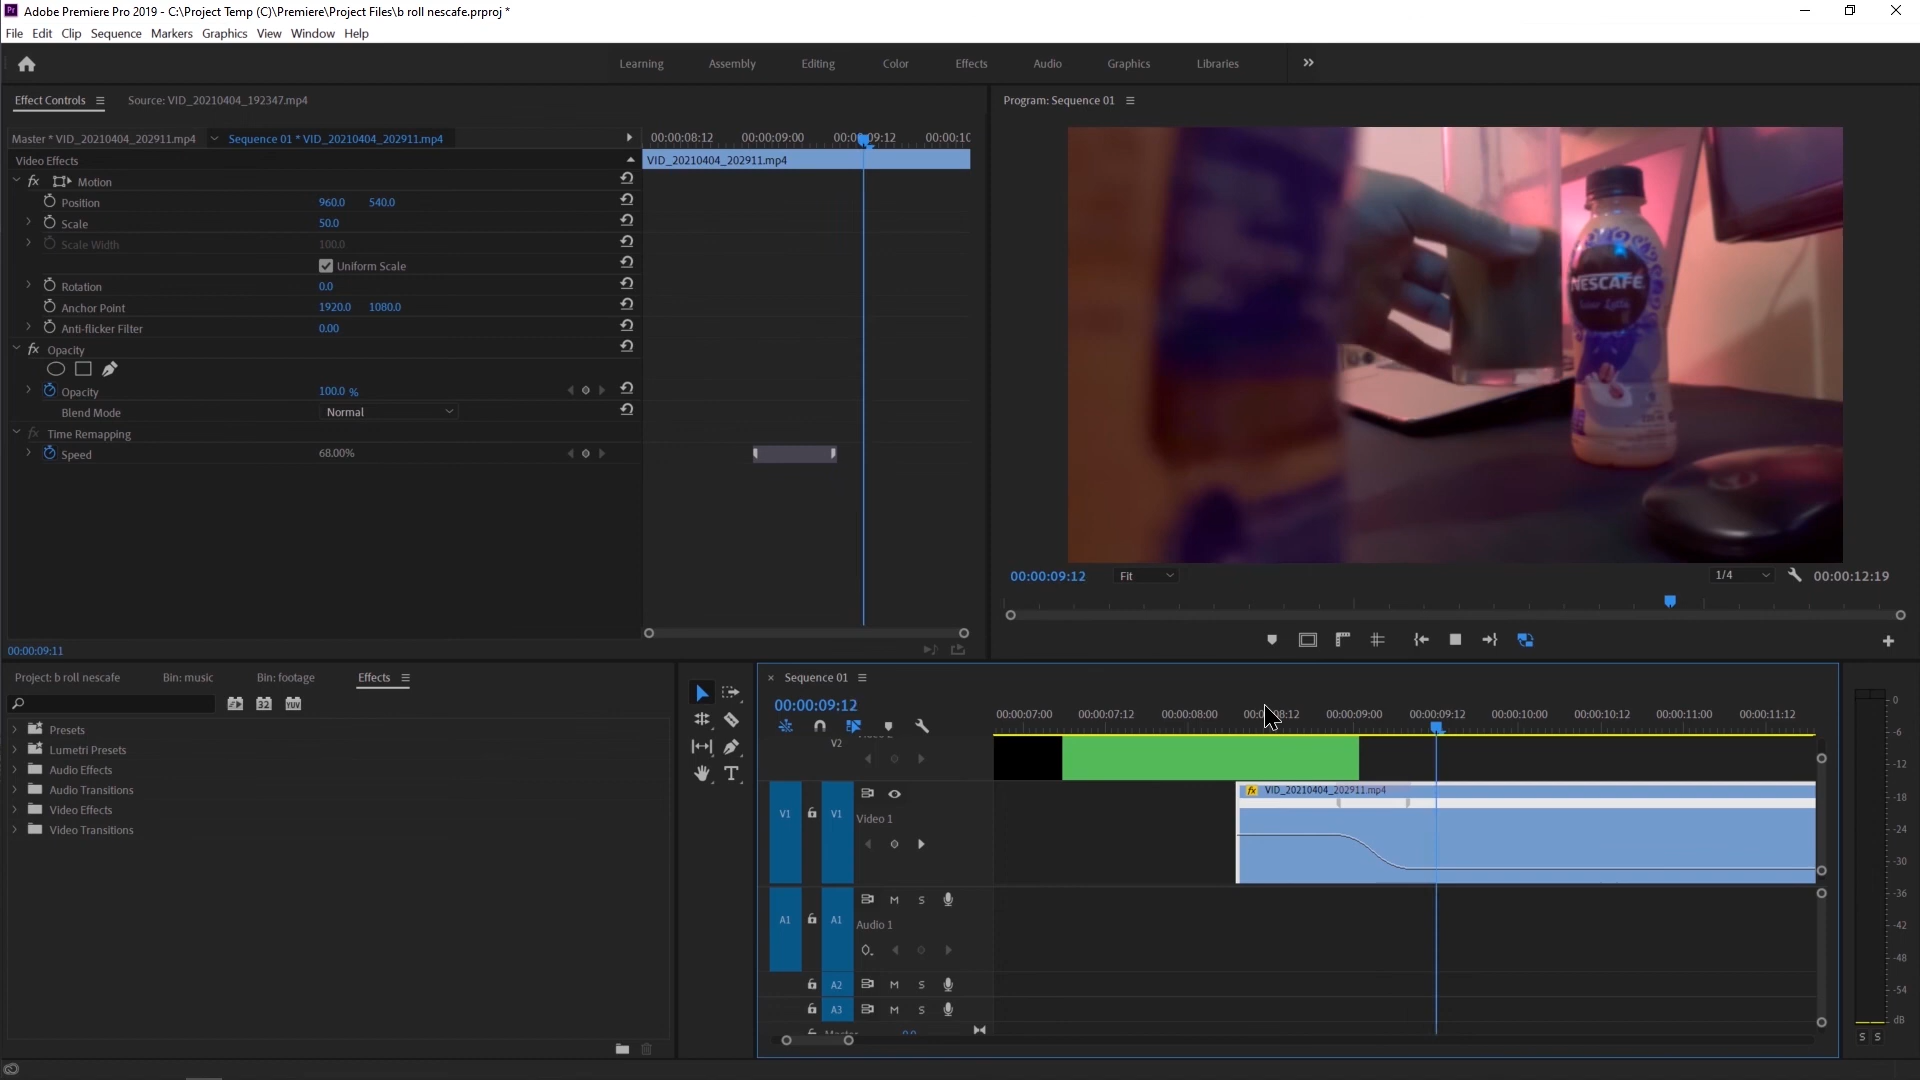 Adobe Premiere Pro 2019 - C:\Project Temp (C)\Premiere\Project Files\b roll nescafe.prproj *
File Edit Clip Sequence Markers Graphics View Window Help
Learning Assembly Editing Color Effects Audio Graphics Libraries
Effect Controls Source: VID_20210404_192347.mp4
Program: Sequence 01
Master * VID_20210404_202911.mp4 Sequence 01 * VID_20210404_202911.mp4
00:00:08:12 00:00:09:00 00:00:09:12 00:00:10
Video Effects
VID_20210404_202911.mp4
fx Motion
Position 960.0 540.0
Scale 50.0
Scale Width 100.0
Uniform Scale
Rotation 0.0
Anchor Point 1920.0 1080.0
Anti-flicker Filter 0.00
fx Opacity
Opacity 100.0 %
Blend Mode Normal
fx Time Remapping
Speed 68.00%
NESCAFÉ
00:00:09:12 Fit 1/4 00:00:12:19
00:00:09:11
Project: b roll nescafe Bin: music Bin: footage Effects
32 YUV
Presets
Lumetri Presets
Audio Effects
Audio Transitions
Video Effects
Video Transitions
× Sequence 01
00:00:09:12
00:00:07:00 00:00:07:12 00:00:08:00 00:00:08:12 00:00:09:00 00:00:09:12 00:00:10:00 00:00:10:12 00:00:11:00 00:00:11:12
V2
fx VID_20210404_202911.mp4
V1 V1 Video 1
M S
A1 A1 Audio 1
A2 M S
A3 M S
0
-6
-12
-18
-24
-30
-36
-42
-48
-54
dB
S S